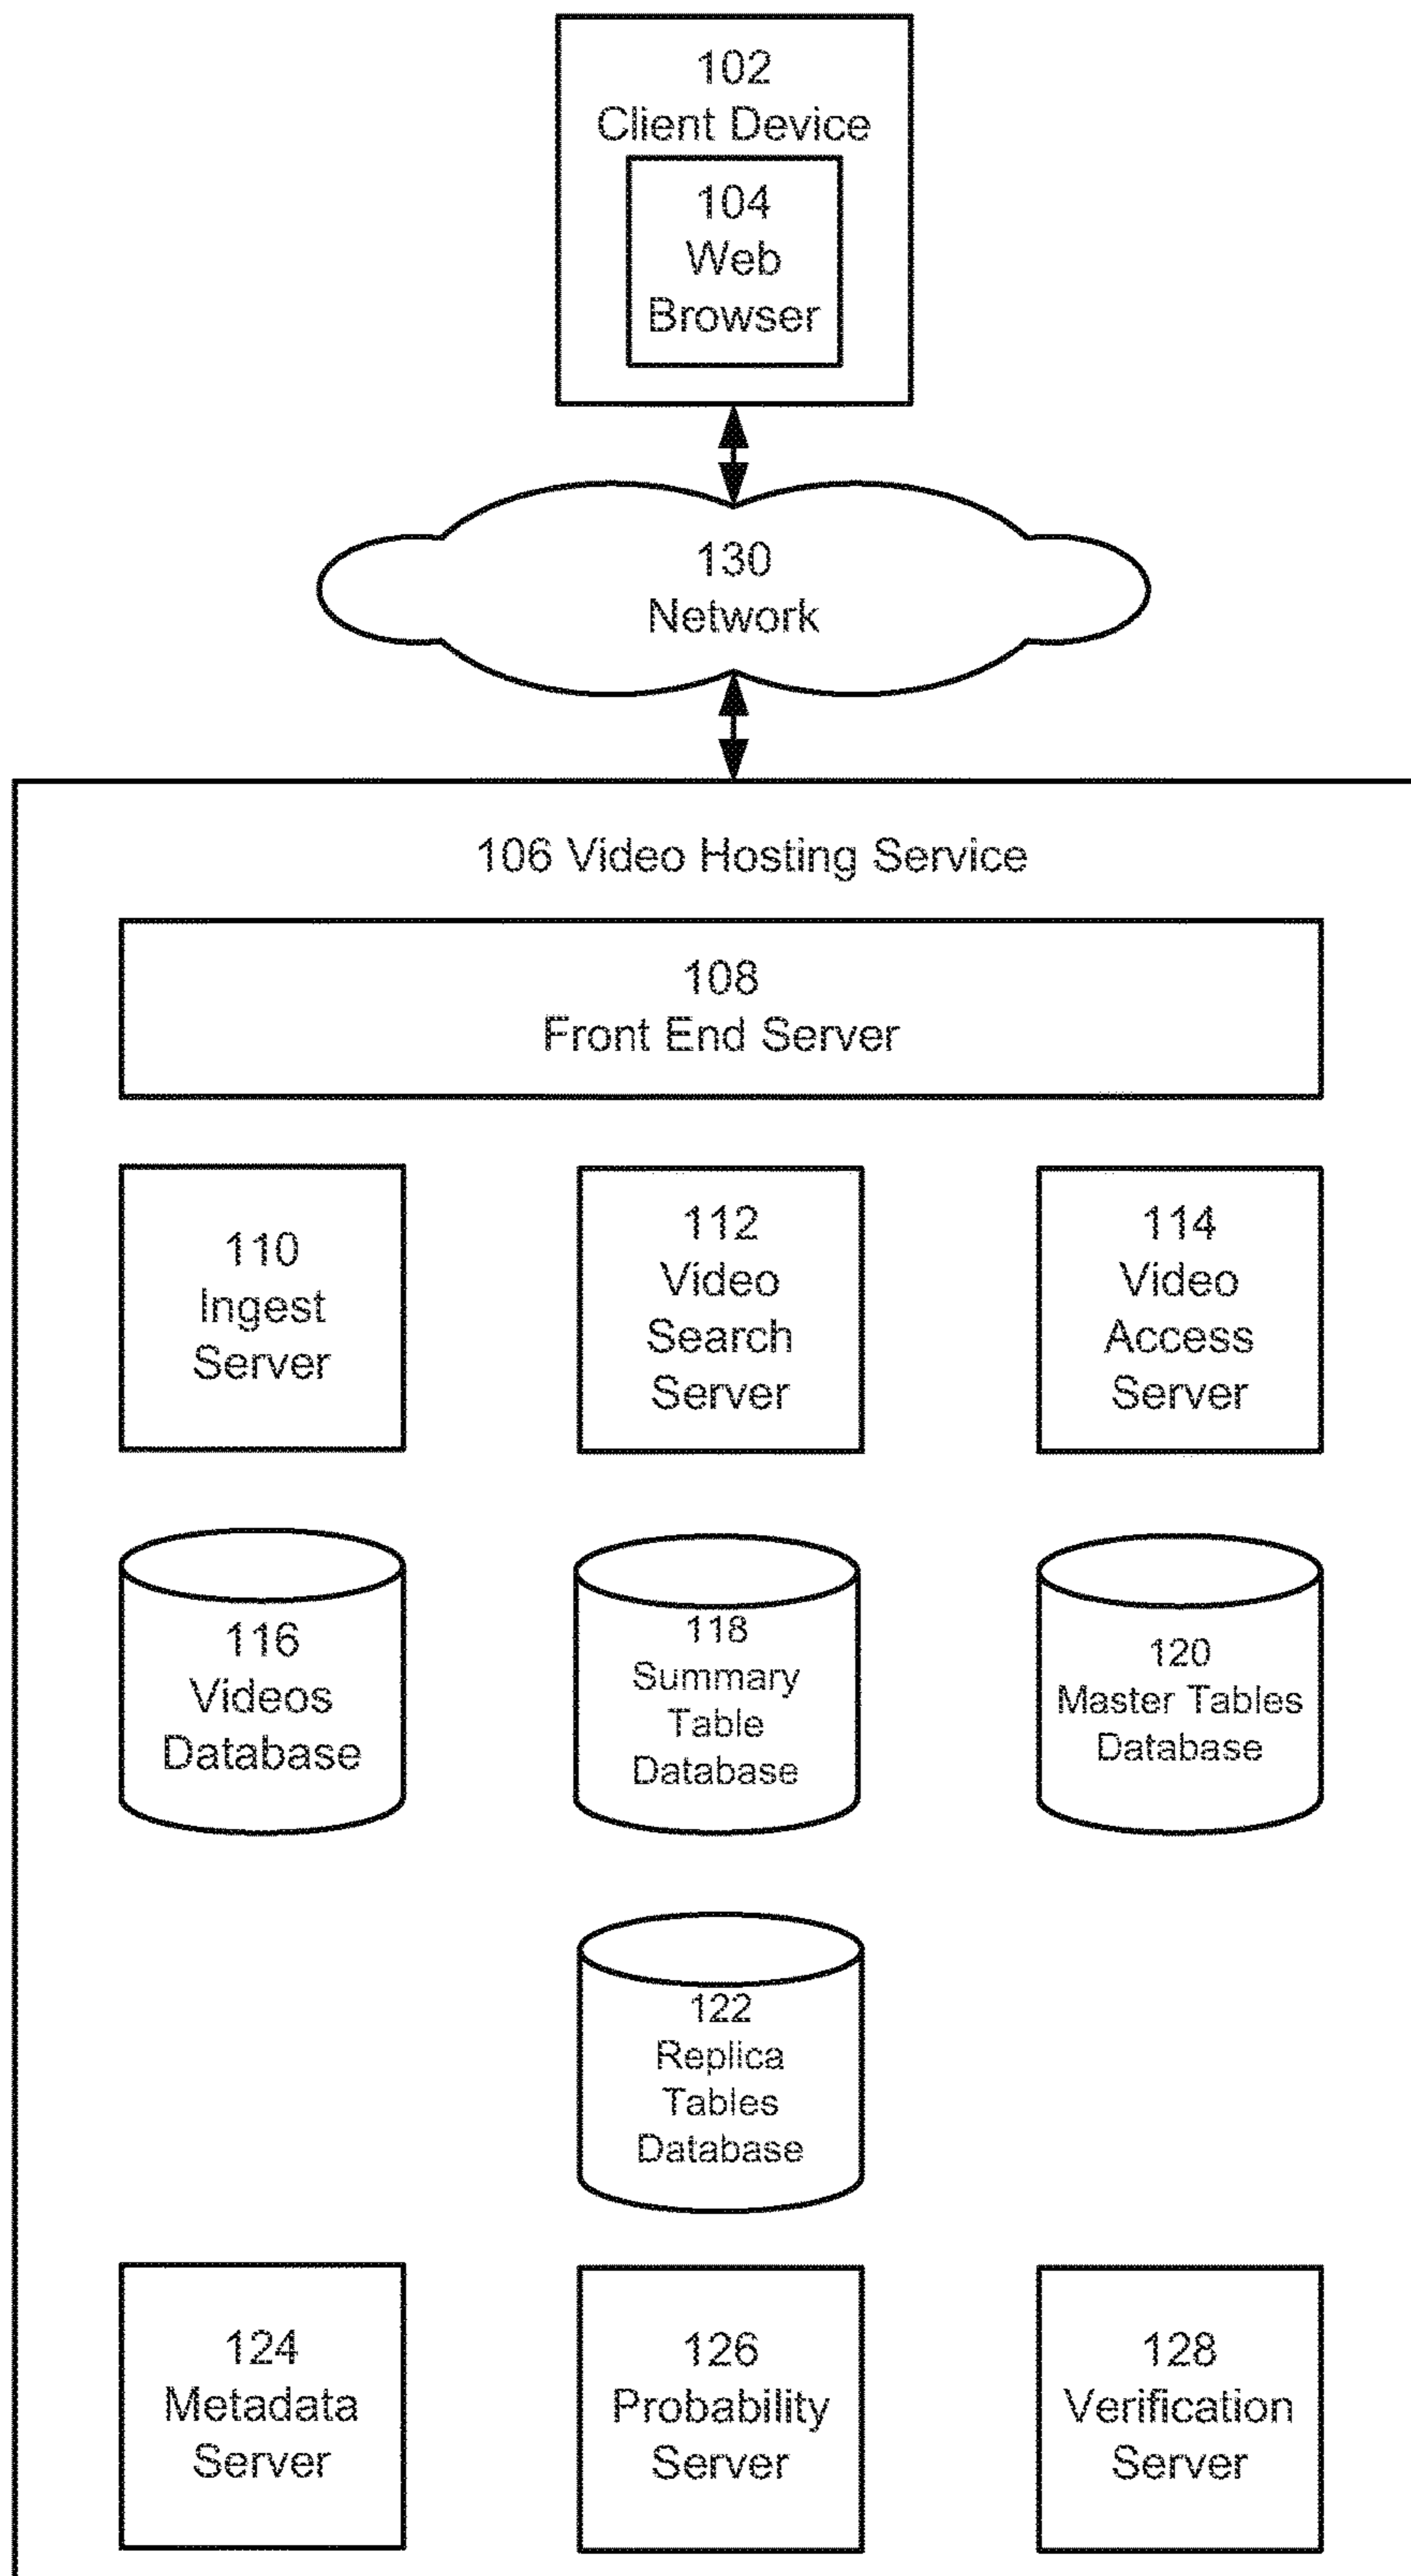 102
Client Device
104
Web
Browser
130
Network
106 Video Hosting Service
108
Front End Server
110
Ingest
Server
112
Video
Search
Server
114
Video
Access
Server
116
Videos
Database
118
Summary
Table
Database
120
Master Tables
Database
122
Replica
Tables
Database
124
Metadata
Server
126
Probability
Server
128
Verification
Server